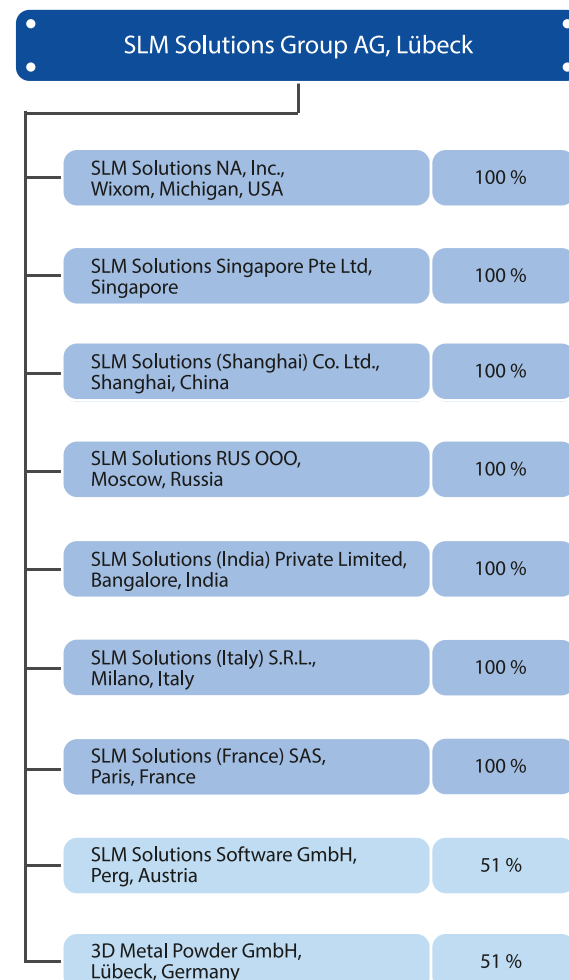 SLM Solutions Group AG, Lübeck
SLM Solutions NA, Inc.,
Wixom, Michigan, USA
100 %
SLM Solutions Singapore Pte Ltd,
Singapore
100 %
SLM Solutions (Shanghai) Co. Ltd.,
Shanghai, China
100 %
SLM Solutions RUS OOO,
Moscow, Russia
100 %
SLM Solutions (India) Private Limited,
Bangalore, India
100 %
SLM Solutions (Italy) S.R.L.,
Milano, Italy
100 %
SLM Solutions (France) SAS,
Paris, France
100 %
SLM Solutions Software GmbH,
Perg, Austria
51 %
3D Metal Powder GmbH,
Lübeck, Germany
51 %